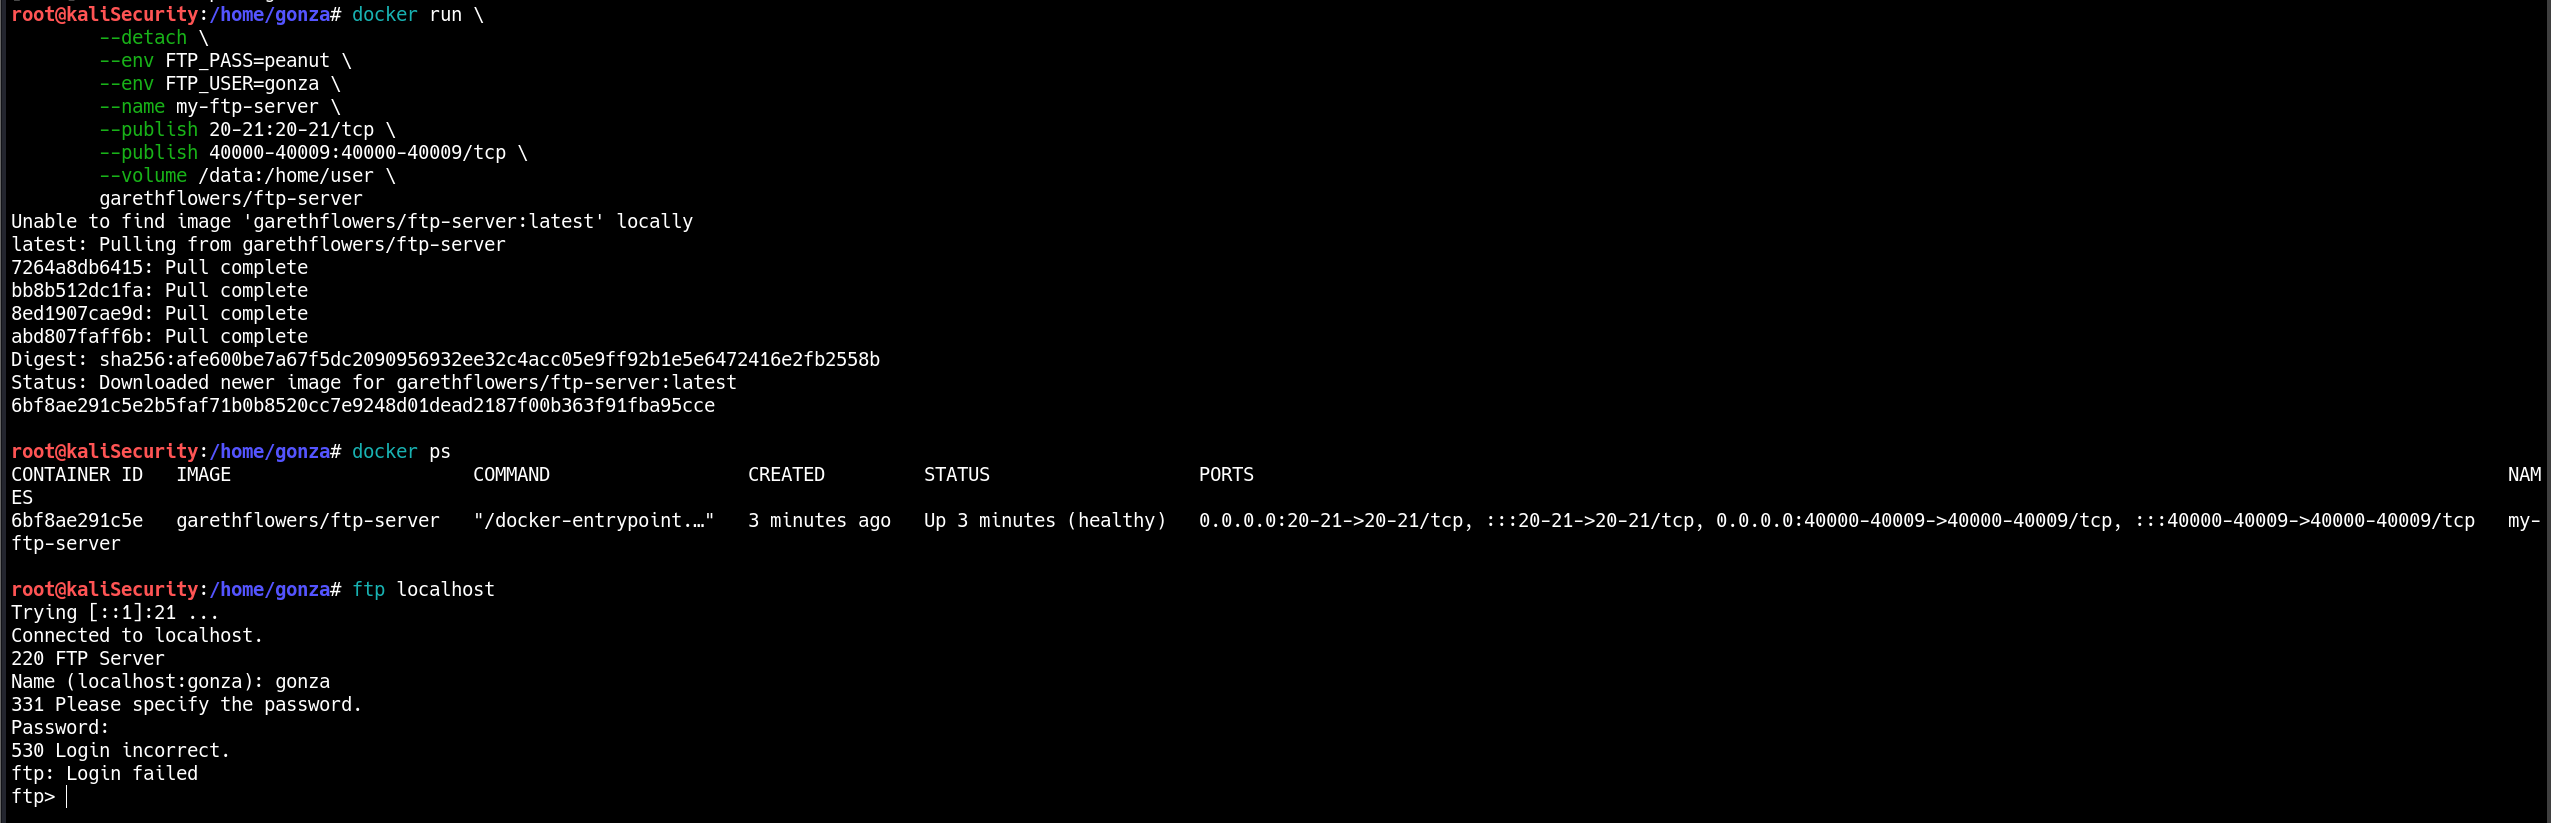 root@kaliSecurity:/home/gonza# docker run \
        --detach \
        --env FTP_PASS=peanut \
        --env FTP_USER=gonza \
        --name my-ftp-server \
        --publish 20-21:20-21/tcp \
        --publish 40000-40009:40000-40009/tcp \
        --volume /data:/home/user \
        garethflowers/ftp-server
Unable to find image 'garethflowers/ftp-server:latest' locally
latest: Pulling from garethflowers/ftp-server
7264a8db6415: Pull complete
bb8b512dc1fa: Pull complete
8ed1907cae9d: Pull complete
abd807faff6b: Pull complete
Digest: sha256:afe600be7a67f5dc2090956932ee32c4acc05e9ff92b1e5e6472416e2fb2558b
Status: Downloaded newer image for garethflowers/ftp-server:latest
6bf8ae291c5e2b5faf71b0b8520cc7e9248d01dead2187f00b363f91fba95cce

root@kaliSecurity:/home/gonza# docker ps
CONTAINER ID   IMAGE                      COMMAND                  CREATED         STATUS                   PORTS                                                                                                                  NAM
ES
6bf8ae291c5e   garethflowers/ftp-server   "/docker-entrypoint.…"   3 minutes ago   Up 3 minutes (healthy)   0.0.0.0:20-21->20-21/tcp, :::20-21->20-21/tcp, 0.0.0.0:40000-40009->40000-40009/tcp, :::40000-40009->40000-40009/tcp   my-
ftp-server

root@kaliSecurity:/home/gonza# ftp localhost
Trying [::1]:21 ...
Connected to localhost.
220 FTP Server
Name (localhost:gonza): gonza
331 Please specify the password.
Password:
530 Login incorrect.
ftp: Login failed
ftp>